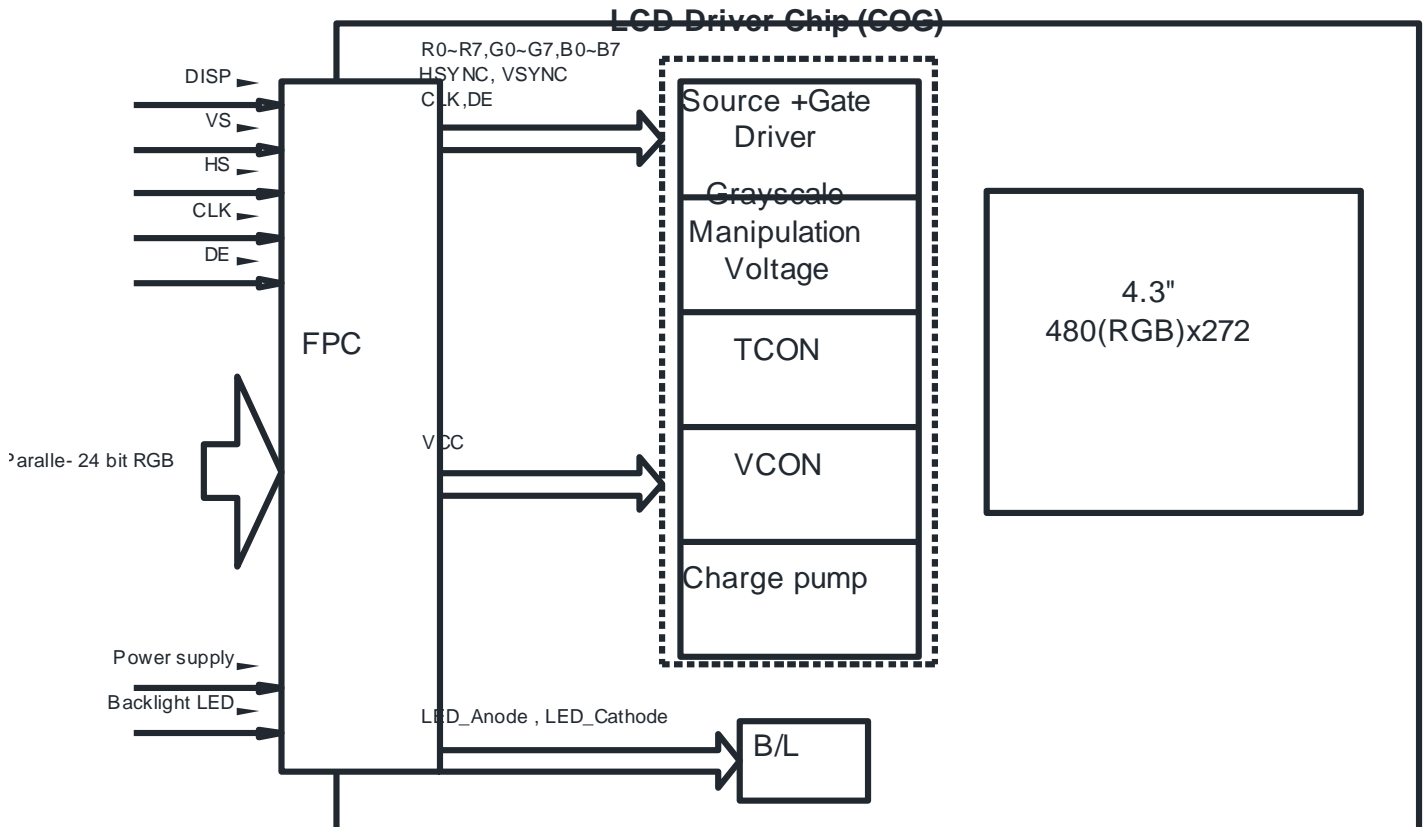 LCD Driver Chip (COG)
R0~R7,G0~G7,B0~B7
HSYNC, VSYNC
CLK,DE
DISP
VS
HS
CLK
DE
FPC
Paralle- 24 bit RGB
VCC
Power supply
Backlight LED
LED_Anode , LED_Cathode
B/L
Source +Gate
Driver
Grayscale
Manipulation
Voltage
TCON
VCON
Charge pump
4.3"
480(RGB)x272